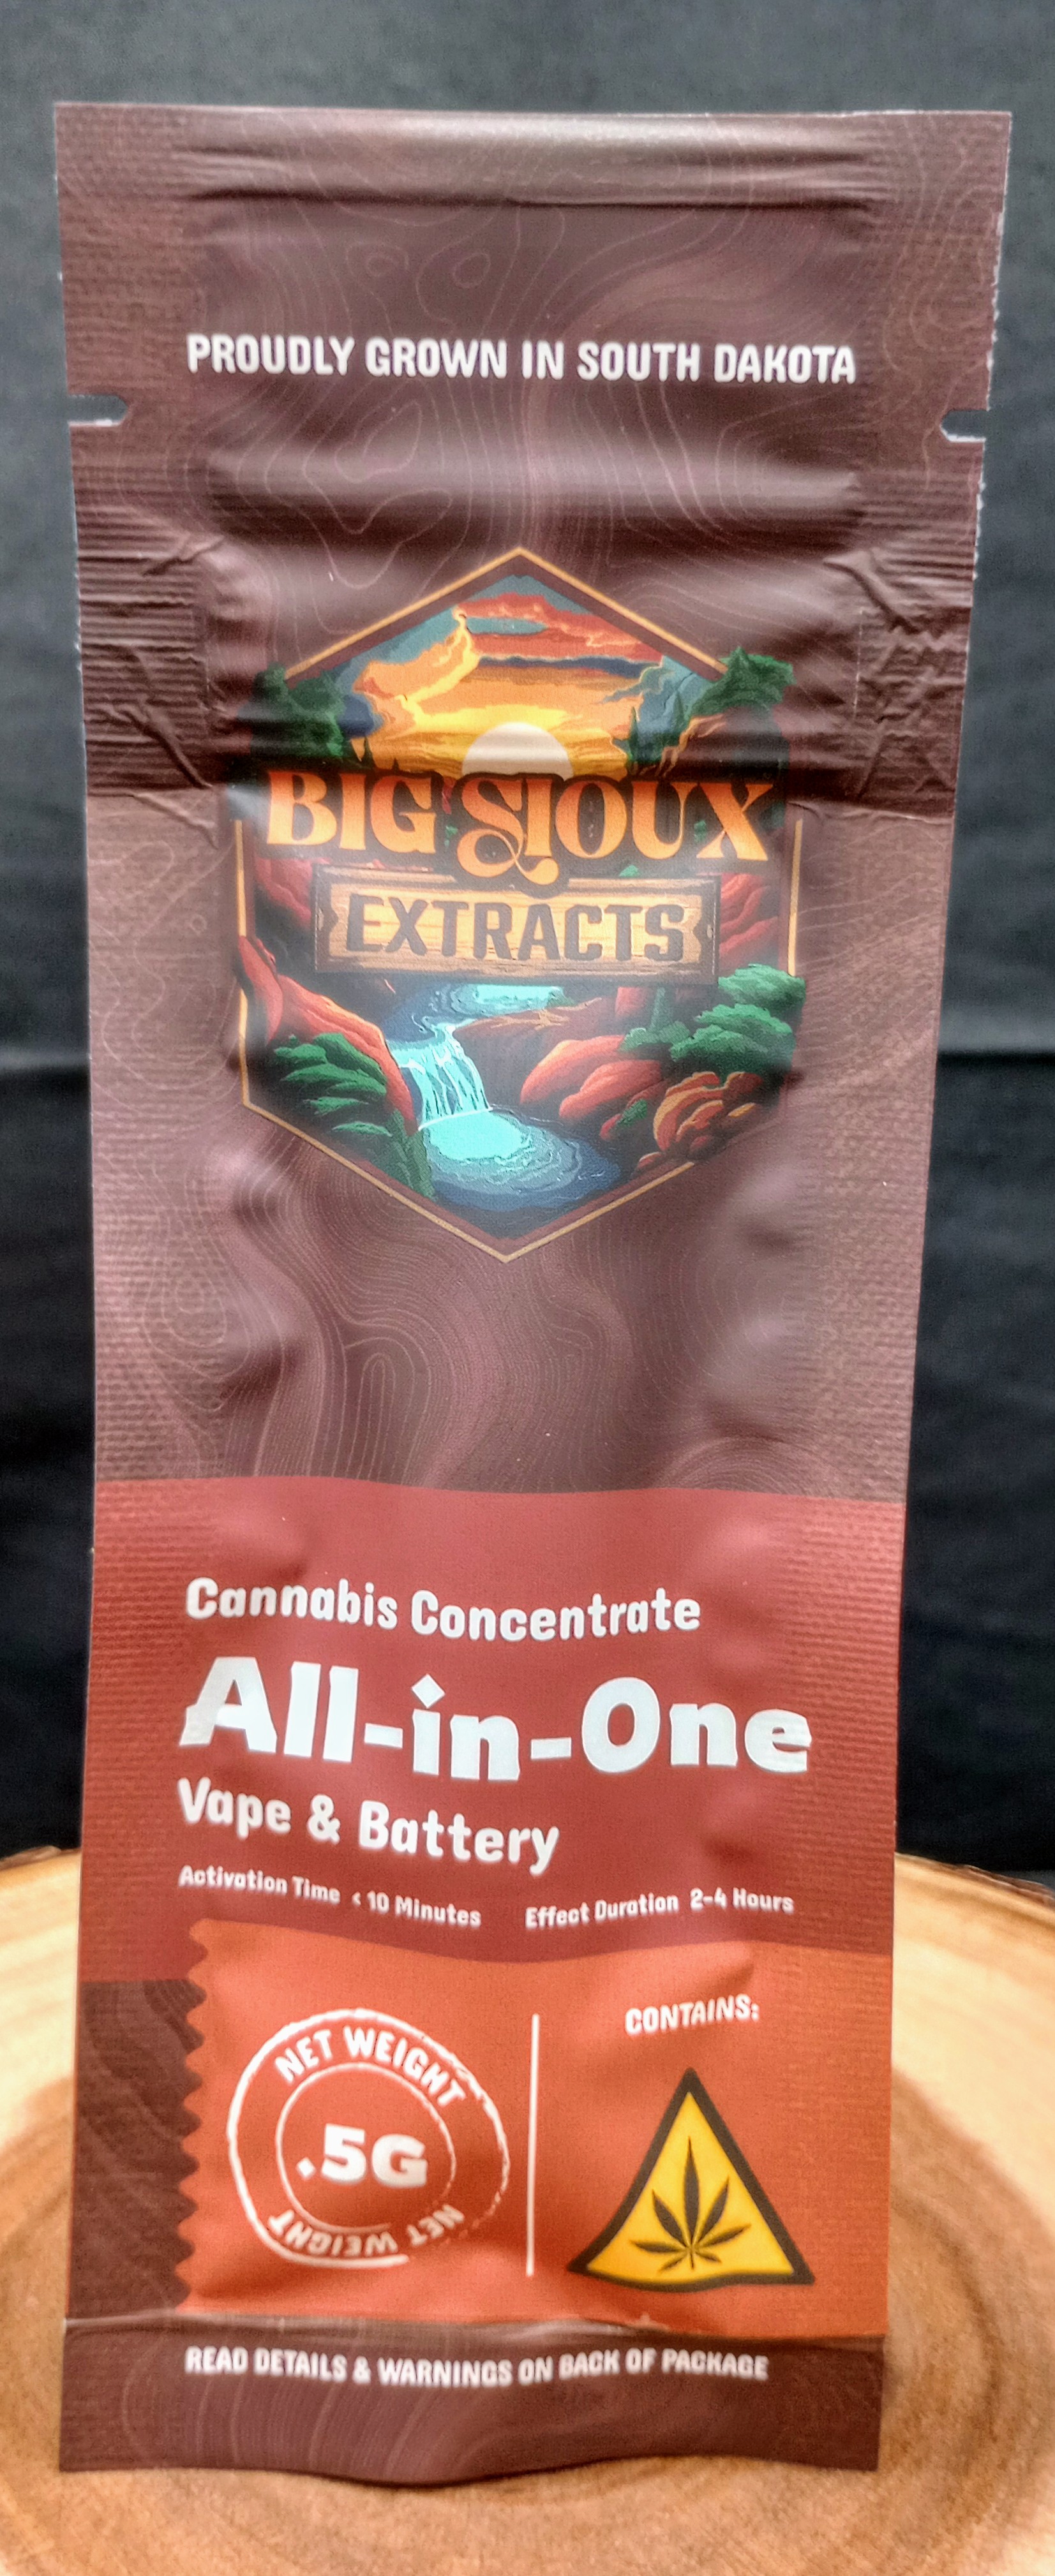 PROUDLY GROWN IN SOUTH DAKOTA
BIG SIOUX
EXTRACTS
Cannabis Concentrate
All-in-One
Vape & Battery
Activation Time < 10 Minutes Effect Duration 2-4 Hours
NET WEIGHT
.5G
NET WEIGHT
CONTAINS:
READ DETAILS & WARNINGS ON BACK OF PACKAGE